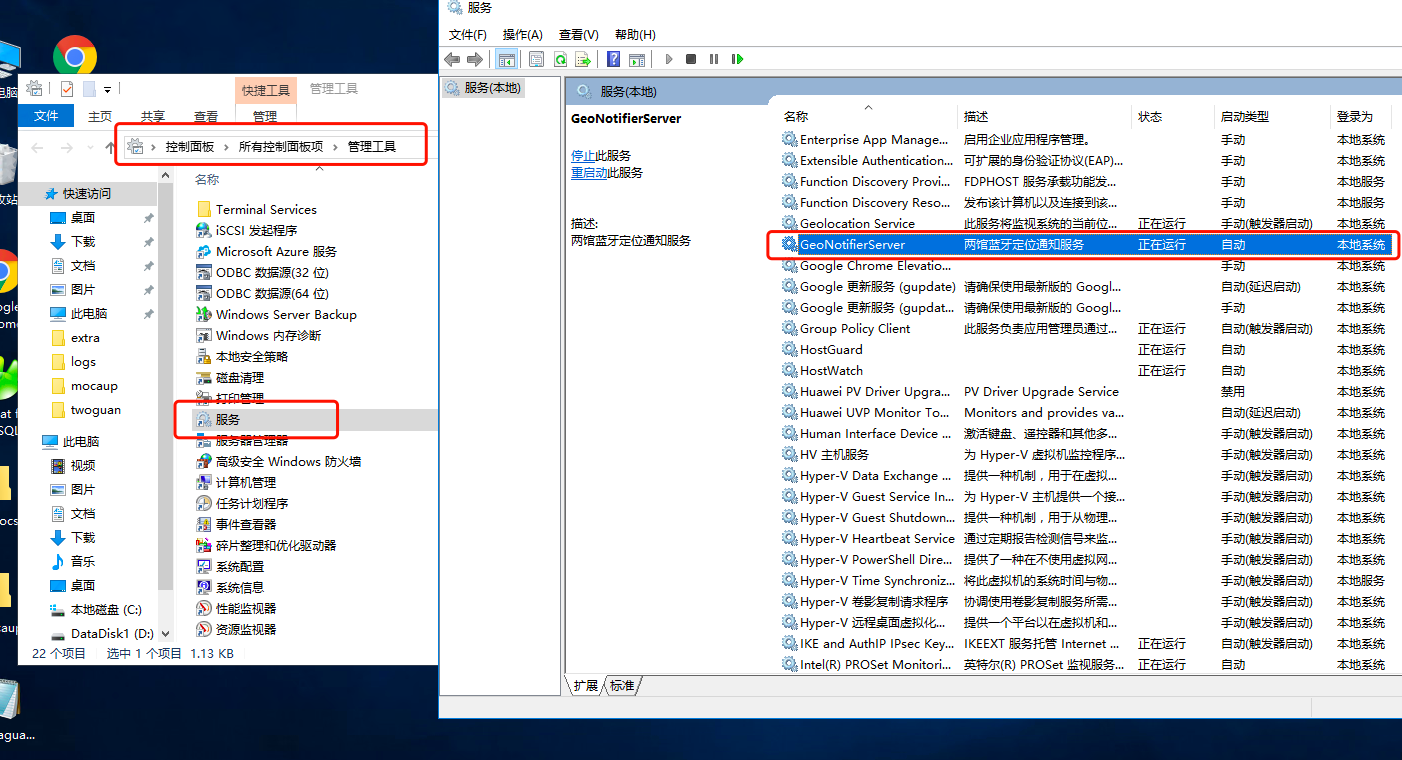 电脑
收站
ogle
ome
at f
SQL
ocs
caup
agua...
快捷工具
管理工具
文件
主页
共享
查看
管理
控制面板
所有控制面板项
管理工具
快速访问
桌面
下载
文档
图片
此电脑
extra
logs
mocaup
twoguan
此电脑
视频
图片
文档
下载
音乐
桌面
本地磁盘 (C:)
DataDisk1 (D:)
名称
Terminal Services
iSCSI 发起程序
Microsoft Azure 服务
ODBC 数据源(32 位)
ODBC 数据源(64 位)
Windows Server Backup
Windows 内存诊断
本地安全策略
磁盘清理
打印管理
服务
服务器管理器
高级安全 Windows 防火墙
计算机管理
任务计划程序
事件查看器
碎片整理和优化驱动器
系统配置
系统信息
性能监视器
资源监视器
22 个项目 选中 1 个项目 1.13 KB
服务
文件(F) 操作(A) 查看(V) 帮助(H)
服务(本地)
服务(本地)
GeoNotifierServer
停止此服务
重启动此服务
描述:
两馆蓝牙定位通知服务
名称 描述 状态 启动类型 登录为
Enterprise App Manage... 启用企业应用程序管理。 手动 本地系统
Extensible Authentication... 可扩展的身份验证协议(EAP)... 手动 本地系统
Function Discovery Provi... FDPHOST 服务承载功能发... 手动 本地服务
Function Discovery Reso... 发布该计算机以及连接到该... 手动 本地服务
Geolocation Service 此服务将监视系统的当前位... 正在运行 手动(触发器启动) 本地系统
GeoNotifierServer 两馆蓝牙定位通知服务 正在运行 自动 本地系统
Google Chrome Elevatio... 手动 本地系统
Google 更新服务 (gupdate) 请确保使用最新版的 Googl... 自动(延迟启动) 本地系统
Google 更新服务 (gupdat... 请确保使用最新版的 Googl... 手动 本地系统
Group Policy Client 此服务负责应用管理员通过... 正在运行 自动(触发器启动) 本地系统
HostGuard 正在运行 自动 本地系统
HostWatch 正在运行 自动 本地系统
Huawei PV Driver Upgra... PV Driver Upgrade Service 禁用 本地系统
Huawei UVP Monitor To... Monitors and provides va... 自动(延迟启动) 本地系统
Human Interface Device ... 激活键盘、遥控器和其他多... 手动(触发器启动) 本地系统
HV 主机服务 为 Hyper-V 虚拟机监控程序... 手动(触发器启动) 本地系统
Hyper-V Data Exchange ... 提供一种机制，用于在虚拟... 手动(触发器启动) 本地系统
Hyper-V Guest Service In... 为 Hyper-V 主机提供一个接... 手动(触发器启动) 本地系统
Hyper-V Guest Shutdown... 提供一种机制，用于从物理... 手动(触发器启动) 本地系统
Hyper-V Heartbeat Service 通过定期报告检测信号来监... 手动(触发器启动) 本地系统
Hyper-V PowerShell Dire... 提供了一种在不使用虚拟网... 手动(触发器启动) 本地系统
Hyper-V Time Synchroniz... 将此虚拟机的系统时间与物... 手动(触发器启动) 本地服务
Hyper-V 卷影复制请求程序 协调使用卷影复制服务所需... 手动(触发器启动) 本地系统
Hyper-V 远程桌面虚拟化... 提供一个平台以在虚拟机和... 手动(触发器启动) 本地系统
IKE and AuthIP IPsec Key... IKEEXT 服务托管 Internet ... 正在运行 自动(触发器启动) 本地系统
Intel(R) PROSet Monitori... 英特尔(R) PROSet 监视服务... 正在运行 自动 本地系统
扩展 标准